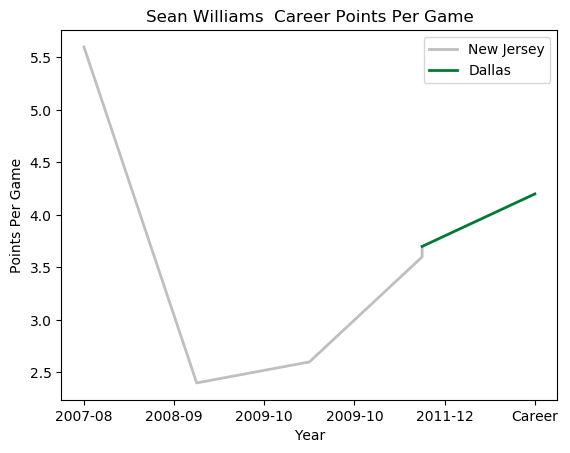 Sean Williams  Career Points Per Game
New Jersey
Dallas
Points Per Game
5.5
5.0
4.5
4.0
3.5
3.0
2.5
2007-08
2008-09
2009-10
2009-10
2011-12
Career
Year